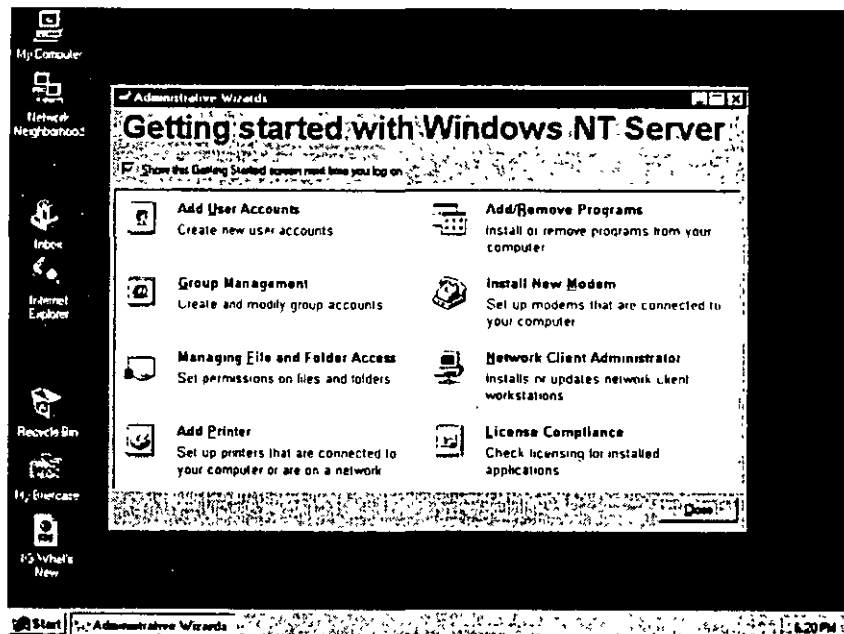 My Computer
Network
Neighborhood
Inbox
Internet
Explorer
Recycle Bin
My Briefcase
What's
New
Administrative Wizards
Getting started with Windows NT Server
Show this Getting Started screen next time you log on
Add User Accounts
Create new user accounts
Group Management
Create and modify group accounts
Managing File and Folder Access
Set permissions on files and folders
Add Printer
Set up printers that are connected to
your computer or are on a network
Add/Remove Programs
Install or remove programs from your
computer
Install New Modem
Set up modems that are connected to
your computer
Network Client Administrator
Installs or updates network client
workstations
License Compliance
Check licensing for installed
applications
Close
Start
Administrative Wizards
6:20 PM